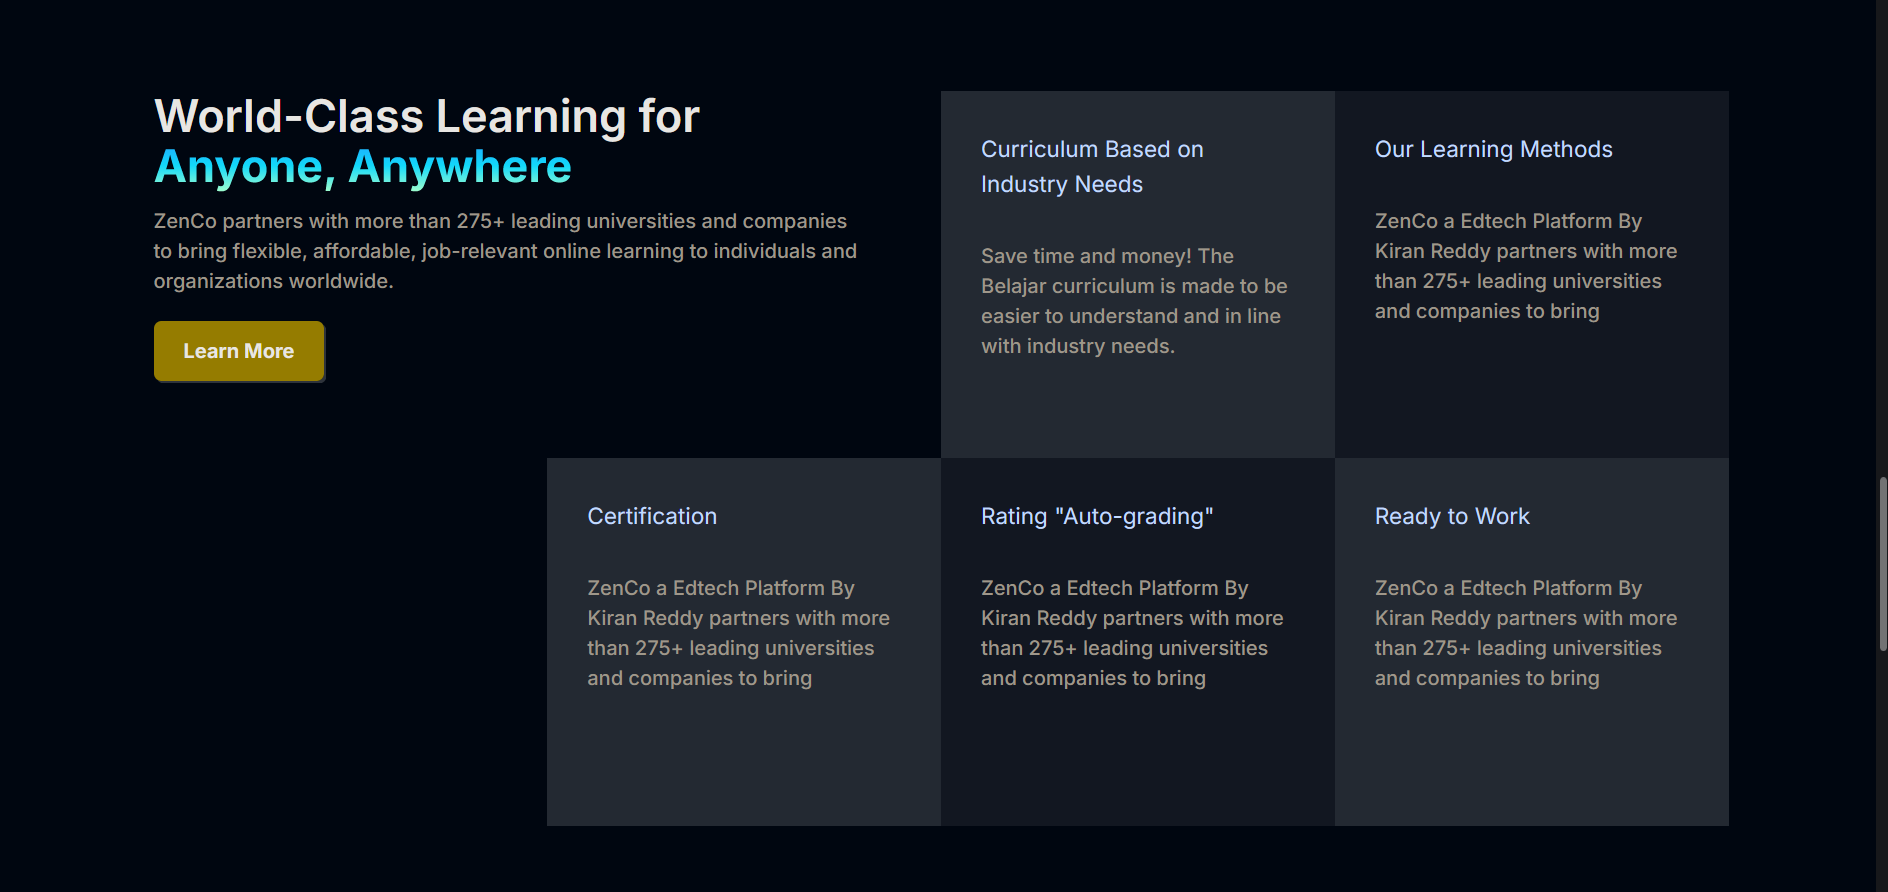 World-Class Learning for
Anyone, Anywhere
ZenCo partners with more than 275+ leading universities and companies
to bring flexible, affordable, job-relevant online learning to individuals and
organizations worldwide.
Learn More
Curriculum Based on
Industry Needs
Save time and money! The
Belajar curriculum is made to be
easier to understand and in line
with industry needs.
Our Learning Methods
ZenCo a Edtech Platform By
Kiran Reddy partners with more
than 275+ leading universities
and companies to bring
Certification
ZenCo a Edtech Platform By
Kiran Reddy partners with more
than 275+ leading universities
and companies to bring
Rating "Auto-grading"
ZenCo a Edtech Platform By
Kiran Reddy partners with more
than 275+ leading universities
and companies to bring
Ready to Work
ZenCo a Edtech Platform By
Kiran Reddy partners with more
than 275+ leading universities
and companies to bring